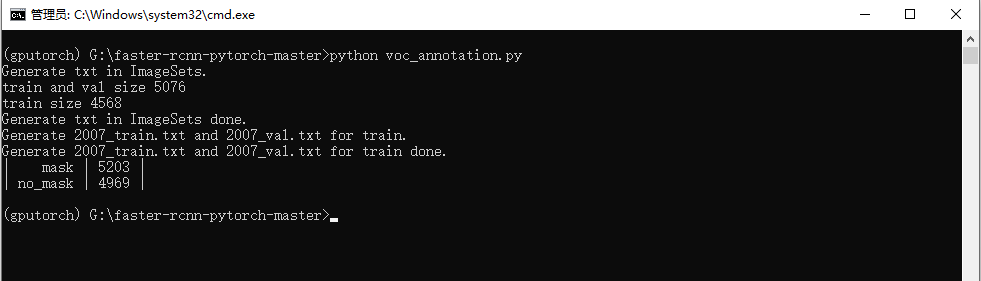 管理员: C:\Windows\system32\cmd.exe
(gputorch) G:\faster-rcnn-pytorch-master>python voc_annotation.py
Generate txt in ImageSets.
train and val size 5076
train size 4568
Generate txt in ImageSets done.
Generate 2007_train.txt and 2007_val.txt for train.
Generate 2007_train.txt and 2007_val.txt for train done.
|    mask | 5203 |
| no_mask | 4969 |
(gputorch) G:\faster-rcnn-pytorch-master>